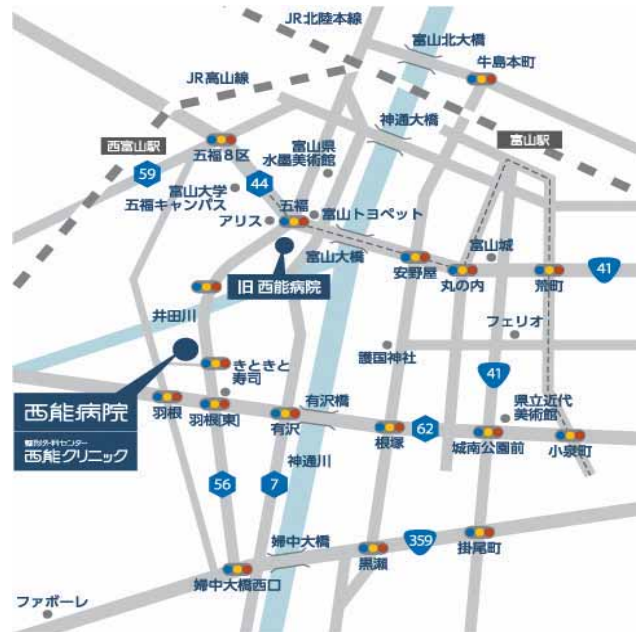 JR北陸本線
富山北大橋
牛島本町
JR高山線
神通大橋
富山駅
西富山駅
五福8区
富山県
水墨美術館
59
44
富山大学
五福キャンパス
五福
アリス
富山トヨペット
富山城
富山大橋
安野屋
丸の内
荒町
41
旧 西能病院
井田川
フェリオ
護国神社
きときと
寿司
41
西能病院
羽根
羽根[東]
有沢橋
有沢
県立近代
美術館
62
根塚
城南公園前
小泉町
西能クリニック
神通川
56
7
婦中大橋
359
掛尾町
黒瀬
婦中大橋西口
ファボーレ